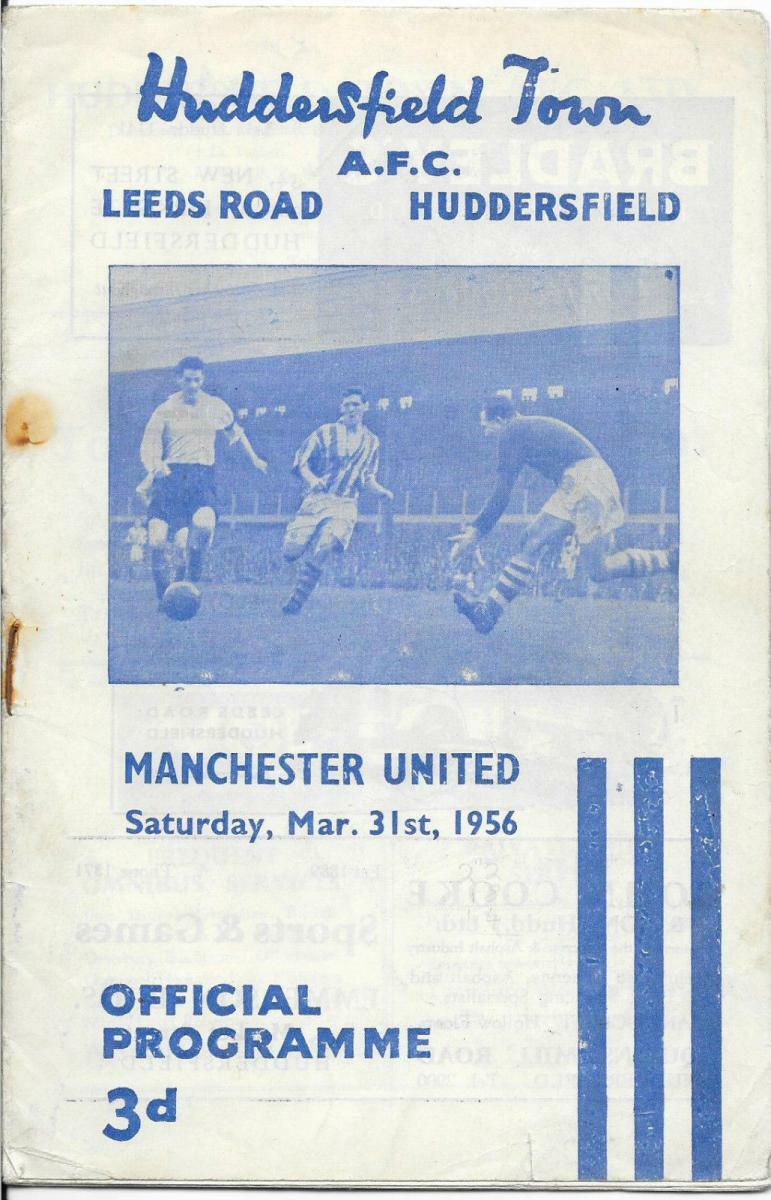 Huddersfield Town
A.F.C.
LEEDS ROAD HUDDERSFIELD
MANCHESTER UNITED
Saturday, Mar. 31st, 1956
OFFICIAL
PROGRAMME
3d